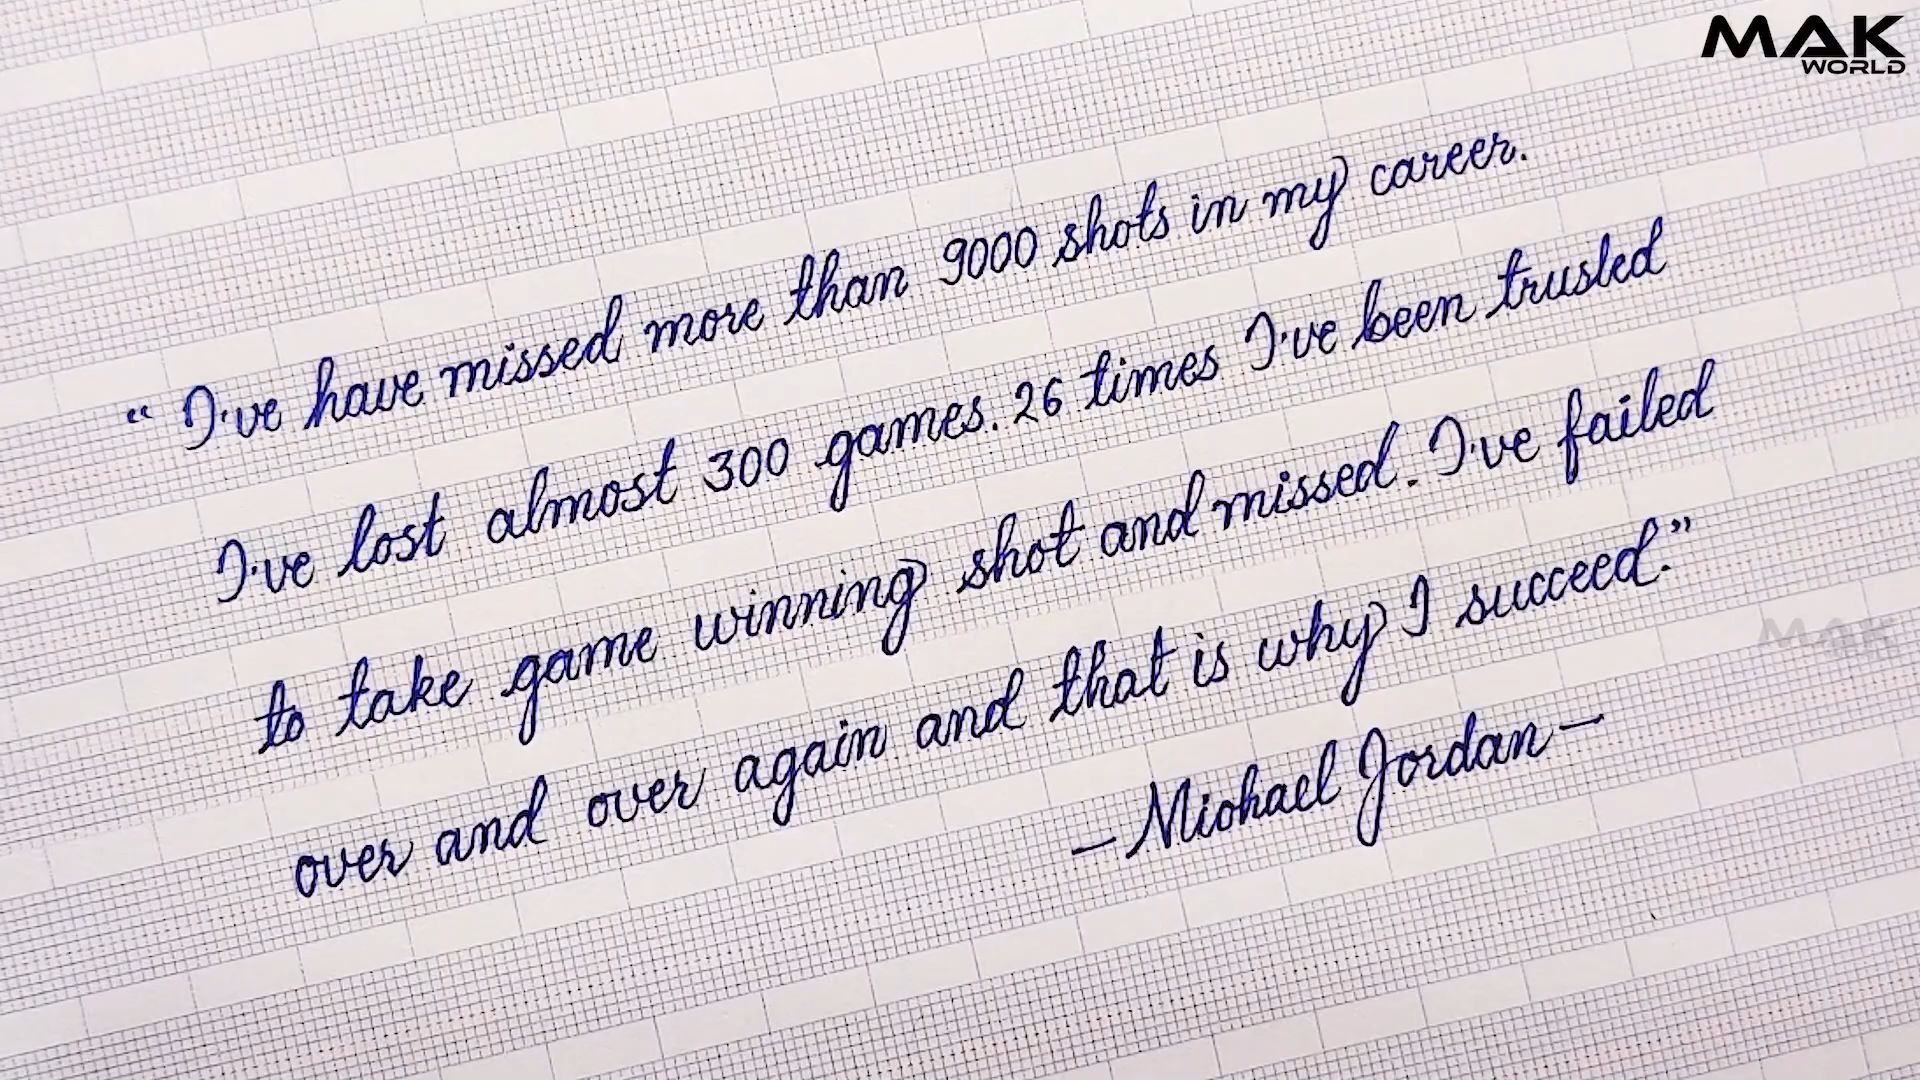 MAK
WORLD
“ I've have missed more than 9000 shots in my career.
I've lost almost 300 games. 26 times I've been trusted
to take game winning shot and missed. I've failed
over and over again and that is why I succeed.”
MAK
— Michael Jordan —